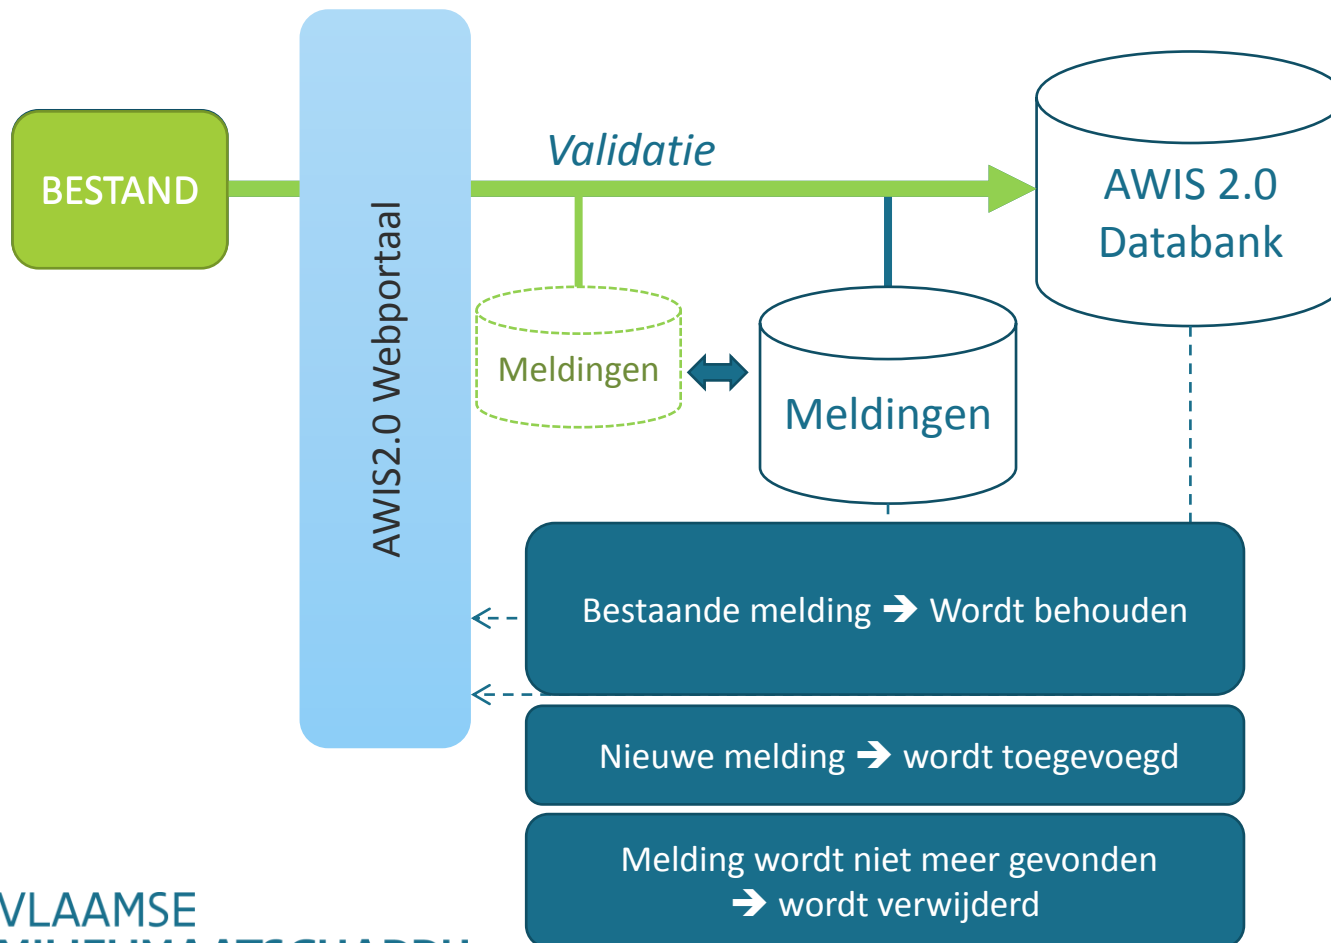 BESTAND
AWIS2.0 Webportaal
Validatie
AWIS 2.0
Databank
Meldingen
Meldingen
Bestaande melding ➔ Wordt behouden
Nieuwe melding ➔ wordt toegevoegd
Melding wordt niet meer gevonden
➔ wordt verwijderd
VLAAMSE
MILIEUMAATSCHAPPIJ